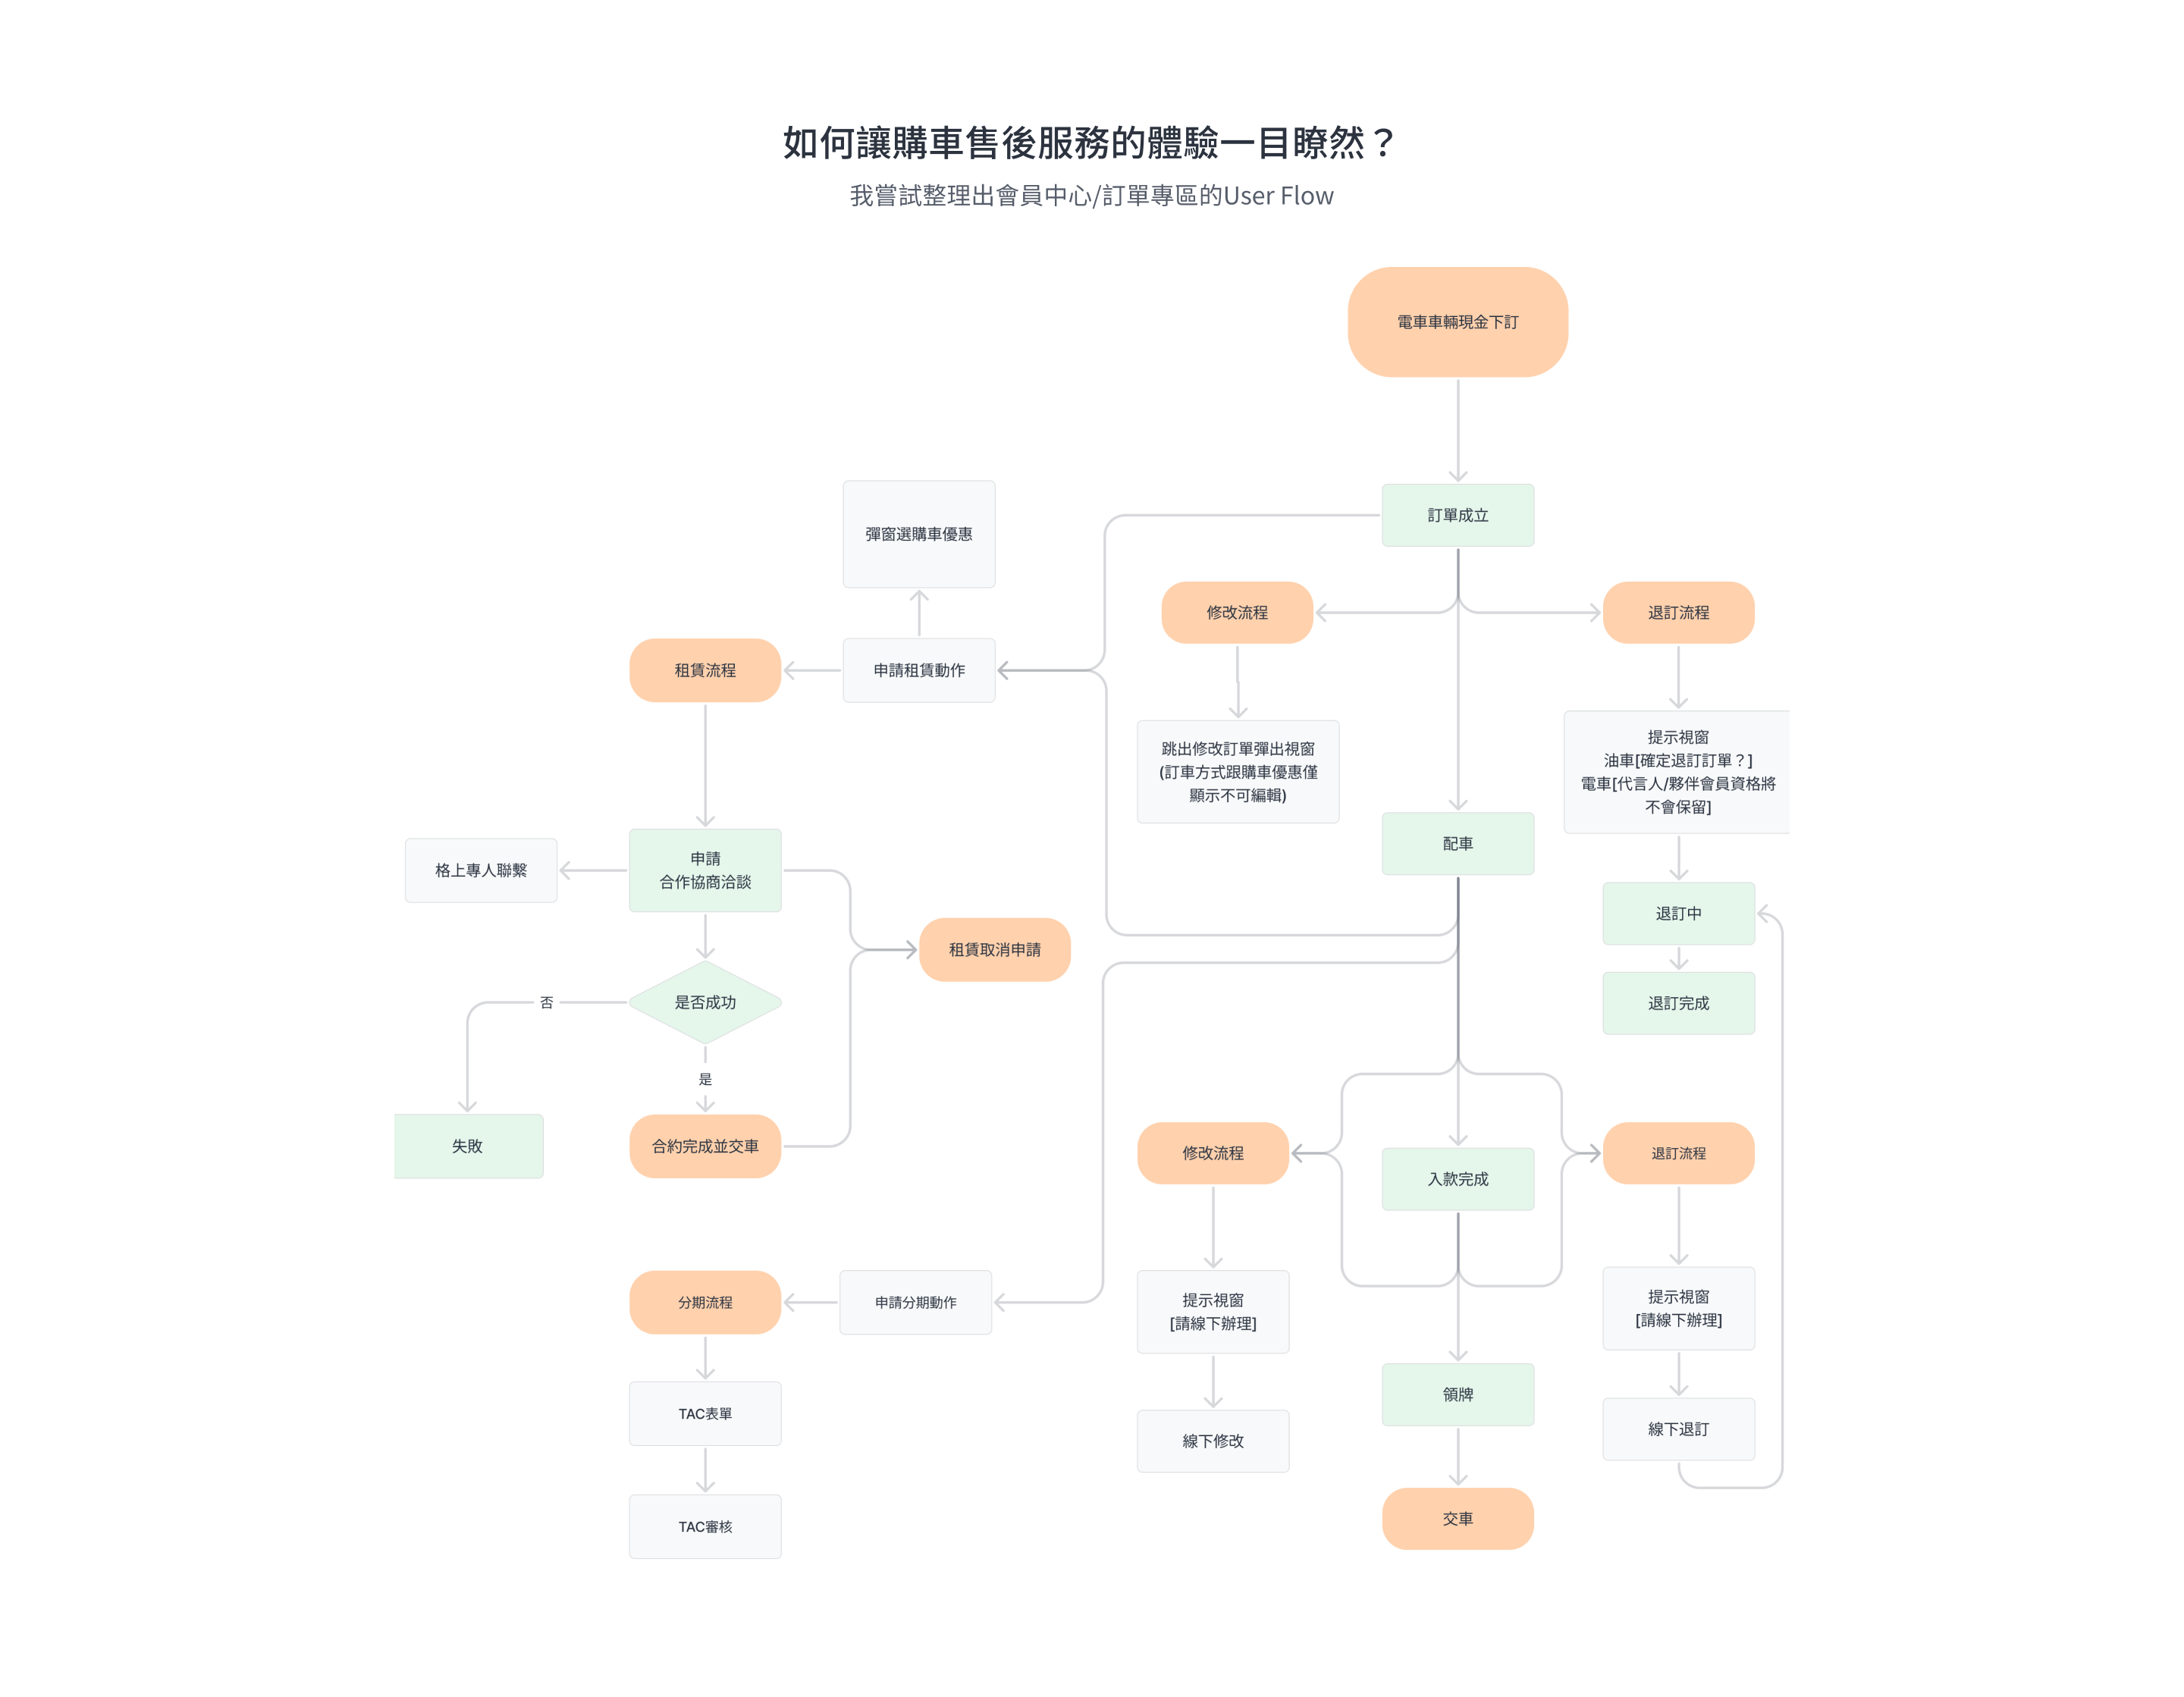 如何讓購車售後服務的體驗一目瞭然？
我嘗試整理出會員中心/訂單專區的User Flow
電車車輛現金下訂
訂單成立
彈窗選購車優惠
修改流程
退訂流程
租賃流程
申請租賃動作
跳出修改訂單彈出視窗
(訂車方式跟購車優惠僅
顯示不可編輯)
提示視窗
油車[確定退訂訂單？]
電車[代言人/夥伴會員資格將
不會保留]
配車
格上專人聯繫
申請
合作協商洽談
退訂中
租賃取消申請
是否成功
否
退訂完成
是
失敗
合約完成並交車
修改流程
入款完成
退訂流程
分期流程
申請分期動作
提示視窗
[請線下辦理]
提示視窗
[請線下辦理]
領牌
TAC表單
線下修改
線下退訂
交車
TAC審核